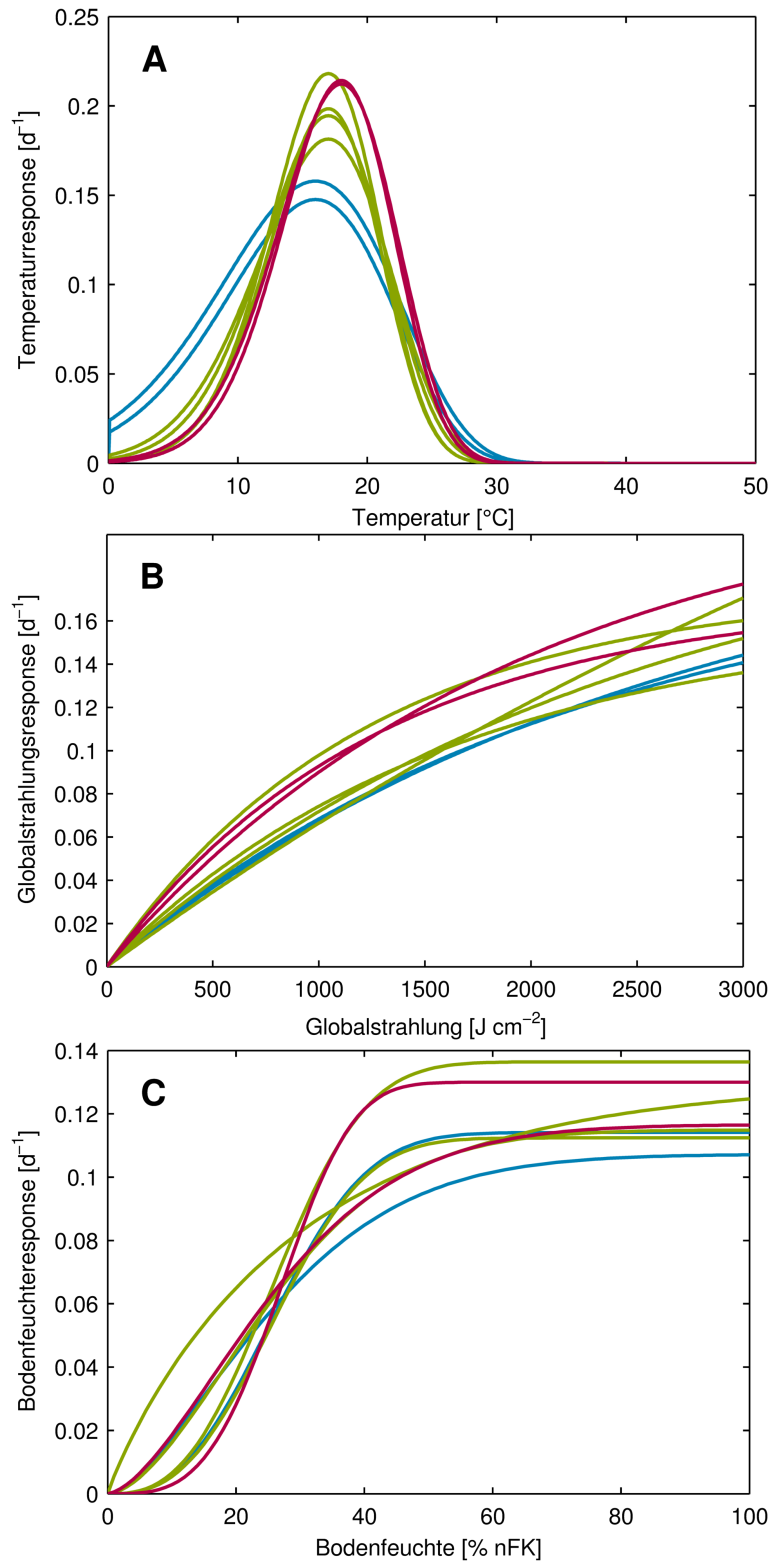 A
Temperaturresponse [d⁻¹]
0.25
0.2
0.15
0.1
0.05
0
0 10 20 30 40 50
Temperatur [°C]
B
Globalstrahlungsresponse [d⁻¹]
0.16
0.14
0.12
0.1
0.08
0.06
0.04
0.02
0
0 500 1000 1500 2000 2500 3000
Globalstrahlung [J cm⁻²]
C
Bodenfeuchteresponse [d⁻¹]
0.14
0.12
0.1
0.08
0.06
0.04
0.02
0
0 20 40 60 80 100
Bodenfeuchte [% nFK]